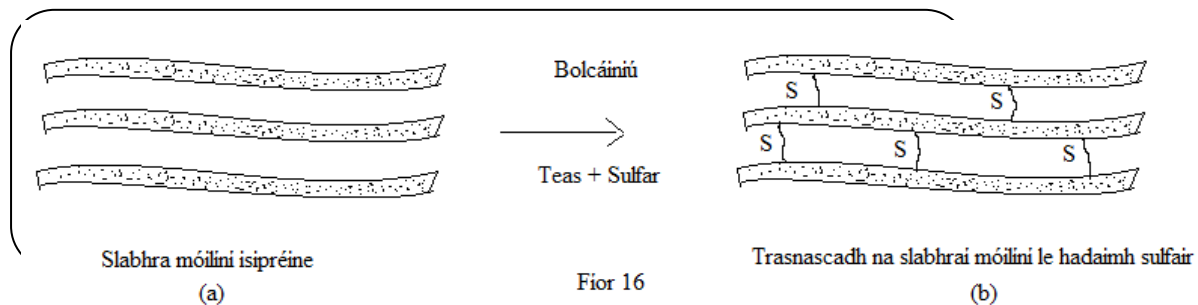 Bolcáiniú
Teas + Sulfar
S
S
S
S
S
Slabhra móilíní isipréine
(a)
Fíor 16
Trasnascadh na slabhraí móilíní le hadaimh sulfair
(b)